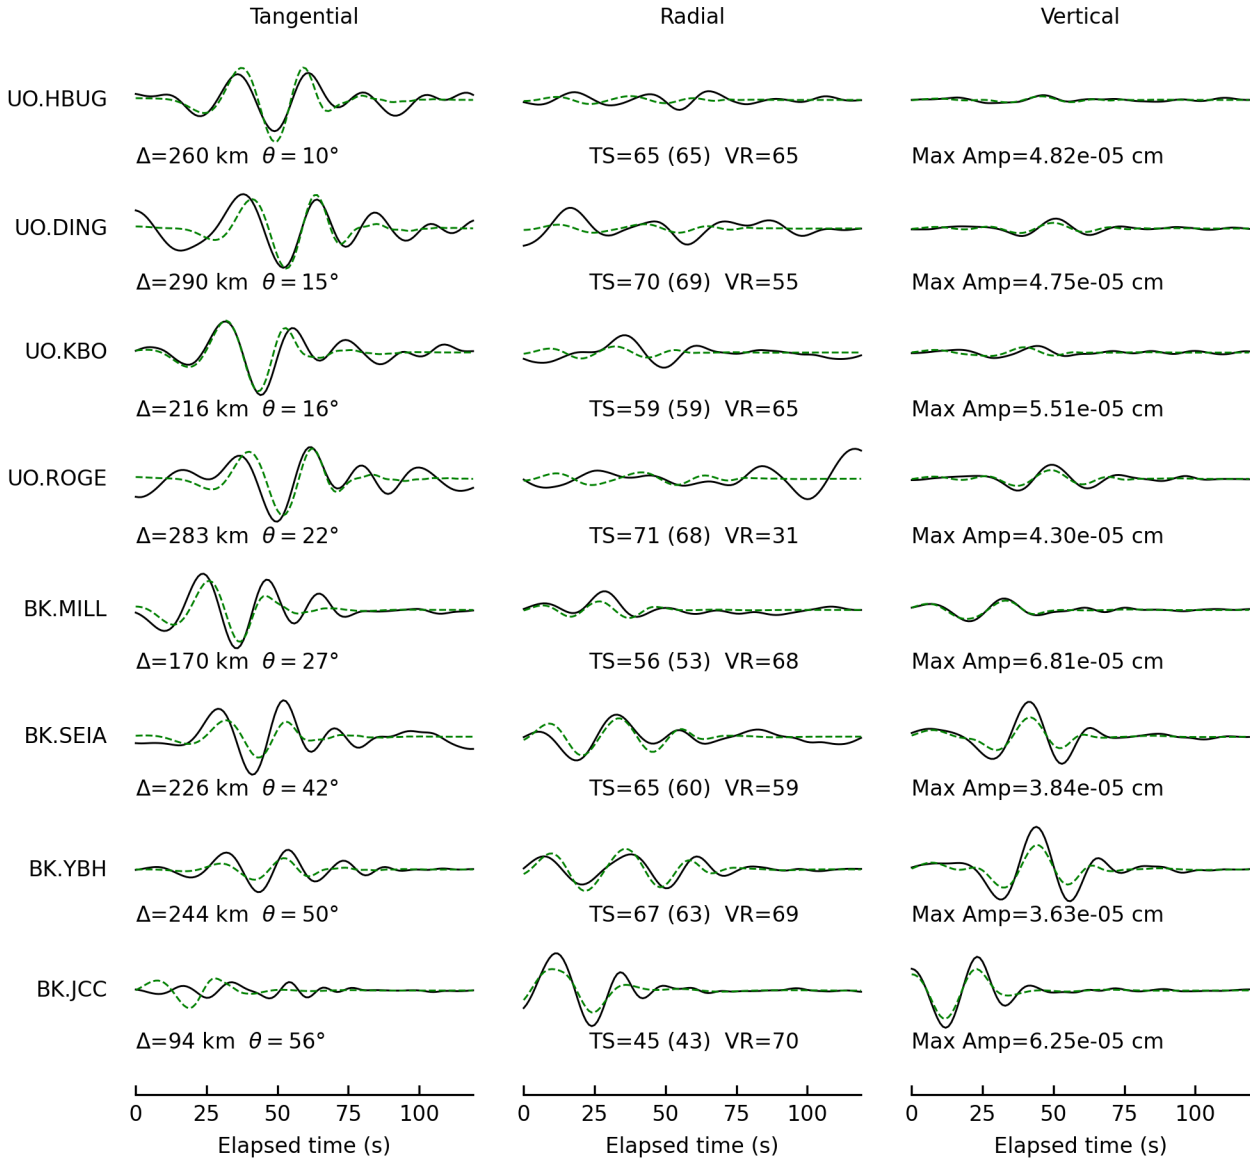 Tangential Radial Vertical
UO.HBUG
Δ=260 km θ = 10° TS=65 (65) VR=65 Max Amp=4.82e-05 cm
UO.DING
Δ=290 km θ = 15° TS=70 (69) VR=55 Max Amp=4.75e-05 cm
UO.KBO
Δ=216 km θ = 16° TS=59 (59) VR=65 Max Amp=5.51e-05 cm
UO.ROGE
Δ=283 km θ = 22° TS=71 (68) VR=31 Max Amp=4.30e-05 cm
BK.MILL
Δ=170 km θ = 27° TS=56 (53) VR=68 Max Amp=6.81e-05 cm
BK.SEIA
Δ=226 km θ = 42° TS=65 (60) VR=59 Max Amp=3.84e-05 cm
BK.YBH
Δ=244 km θ = 50° TS=67 (63) VR=69 Max Amp=3.63e-05 cm
BK.JCC
Δ=94 km θ = 56° TS=45 (43) VR=70 Max Amp=6.25e-05 cm
0 25 50 75 100 0 25 50 75 100 0 25 50 75 100
Elapsed time (s) Elapsed time (s) Elapsed time (s)